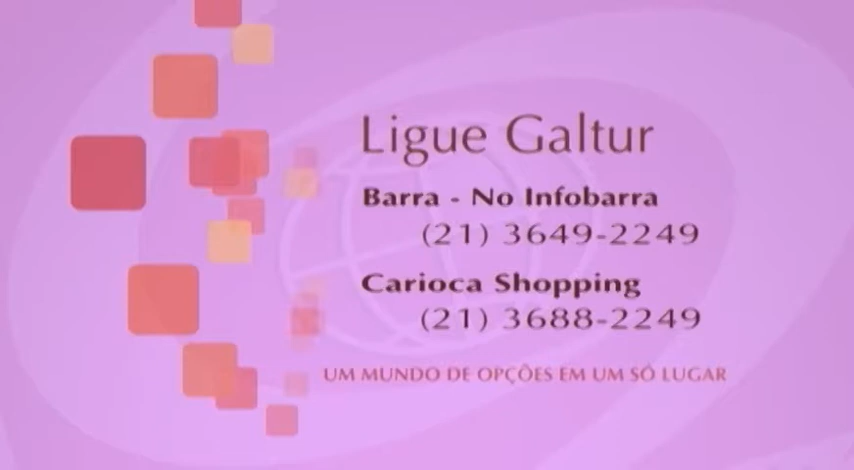 Ligue Galtur
Barra - No Infobarra
(21) 3649-2249
Carioca Shopping
(21) 3688-2249
UM MUNDO DE OPÇÕES EM UM SÓ LUGAR